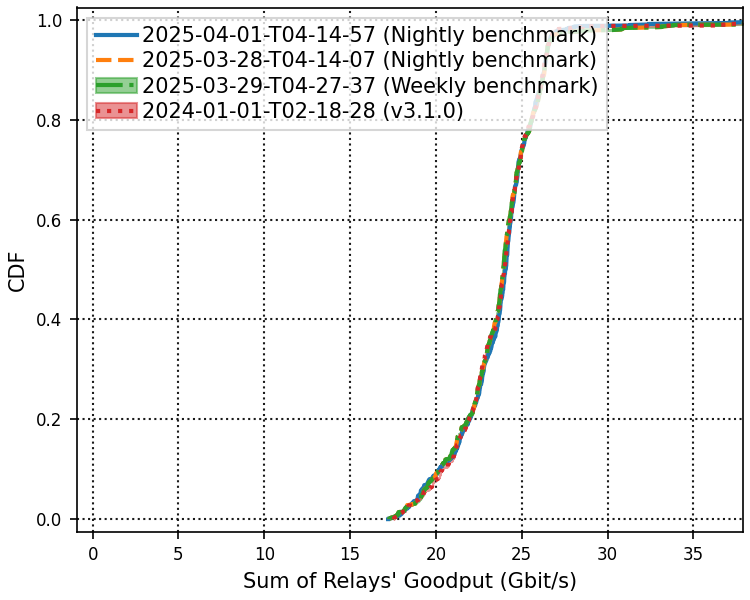 2025-04-01-T04-14-57 (Nightly benchmark)
2025-03-28-T04-14-07 (Nightly benchmark)
2025-03-29-T04-27-37 (Weekly benchmark)
2024-01-01-T02-18-28 (v3.1.0)
1.0
0.8
0.6
0.4
0.2
0.0
CDF
0 5 10 15 20 25 30 35
Sum of Relays' Goodput (Gbit/s)